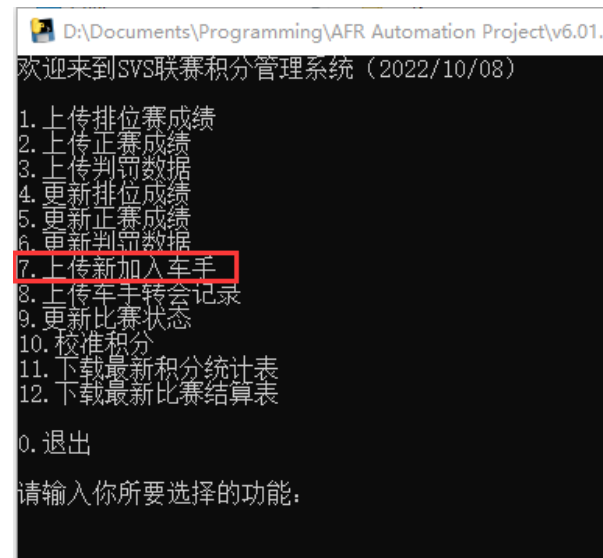 D:\Documents\Programming\AFR Automation Project\v6.01.
欢迎来到SVS联赛积分管理系统（2022/10/08）
1.上传排位赛成绩
2.上传正赛成绩
3.上传判罚数据
4.更新排位成绩
5.更新正赛成绩
6.更新判罚数据
7.上传新加入车手
8.上传车手转会记录
9.更新比赛状态
10.校准积分
11.下载最新积分统计表
12.下载最新比赛结算表
0.退出
请输入你所要选择的功能：